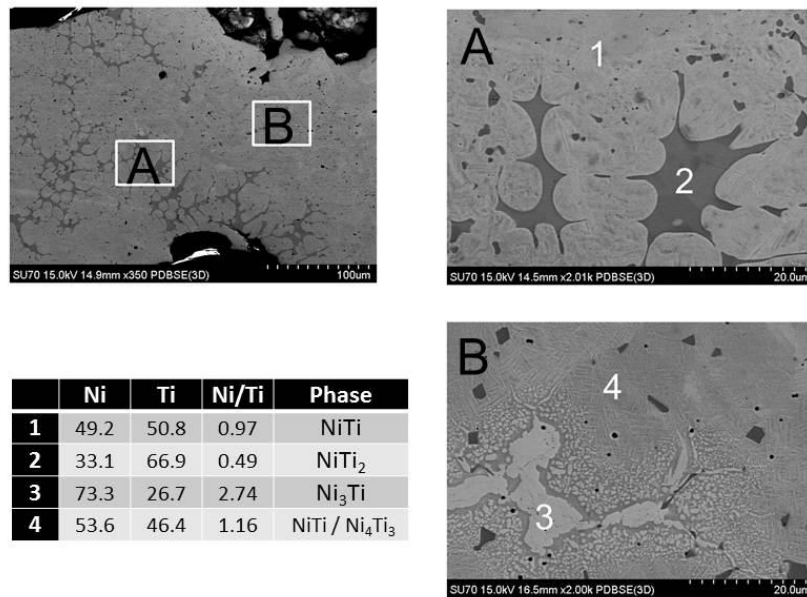 A
B
SU70 15.0kV 14.9mm x350 PDBSE(3D)
100um
A
1
2
SU70 15.0kV 14.5mm x2.01k PDBSE(3D)
20.0um
Ni Ti Ni/Ti Phase
1 49.2 50.8 0.97 NiTi
2 33.1 66.9 0.49 NiTi₂
3 73.3 26.7 2.74 Ni₃Ti
4 53.6 46.4 1.16 NiTi / Ni₄Ti₃
B
4
3
SU70 15.0kV 16.5mm x2.00k PDBSE(3D)
20.0um